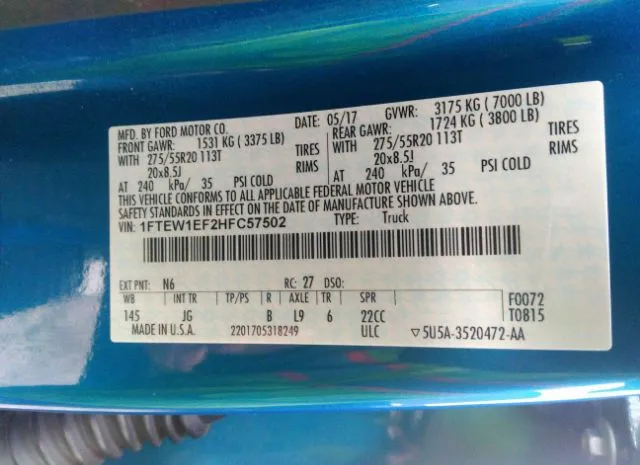 MFD. BY FORD MOTOR CO.
DATE: 05/17 GVWR: 3175 KG ( 7000 LB)
FRONT GAWR: 1531 KG ( 3375 LB) REAR GAWR: 1724 KG ( 3800 LB)
WITH 275/55R20 113T TIRES WITH 275/55R20 113T TIRES
20x8.5J RIMS 20x8.5J RIMS
AT 240 kPa/ 35 PSI COLD AT 240 kPa/ 35 PSI COLD
THIS VEHICLE CONFORMS TO ALL APPLICABLE FEDERAL MOTOR VEHICLE
SAFETY STANDARDS IN EFFECT ON THE DATE OF MANUFACTURE SHOWN ABOVE.
VIN: 1FTEW1EF2HFC57502 TYPE: Truck
EXT PNT: N6 RC: 27 DSO:
WB INT TR TP/PS R AXLE TR SPR F0072
145 JG B L9 6 22CC T0815
MADE IN U.S.A. 2201705318249 ULC ▽5U5A-3520472-AA